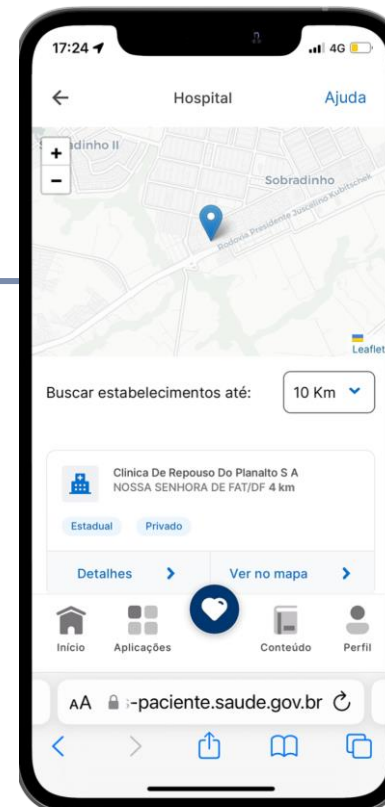 17:24
4G
Hospital
Ajuda
+
adinho II
−
Sobradinho
Rodovia Presidente Juscelino Kubitschek
Leaflet
Buscar estabelecimentos até:
10 Km
Clinica De Repouso Do Planalto S A
NOSSA SENHORA DE FAT/DF 4 km
Estadual
Privado
Detalhes
Ver no mapa
Início
Aplicações
Conteúdo
Perfil
AA
s-paciente.saude.gov.br